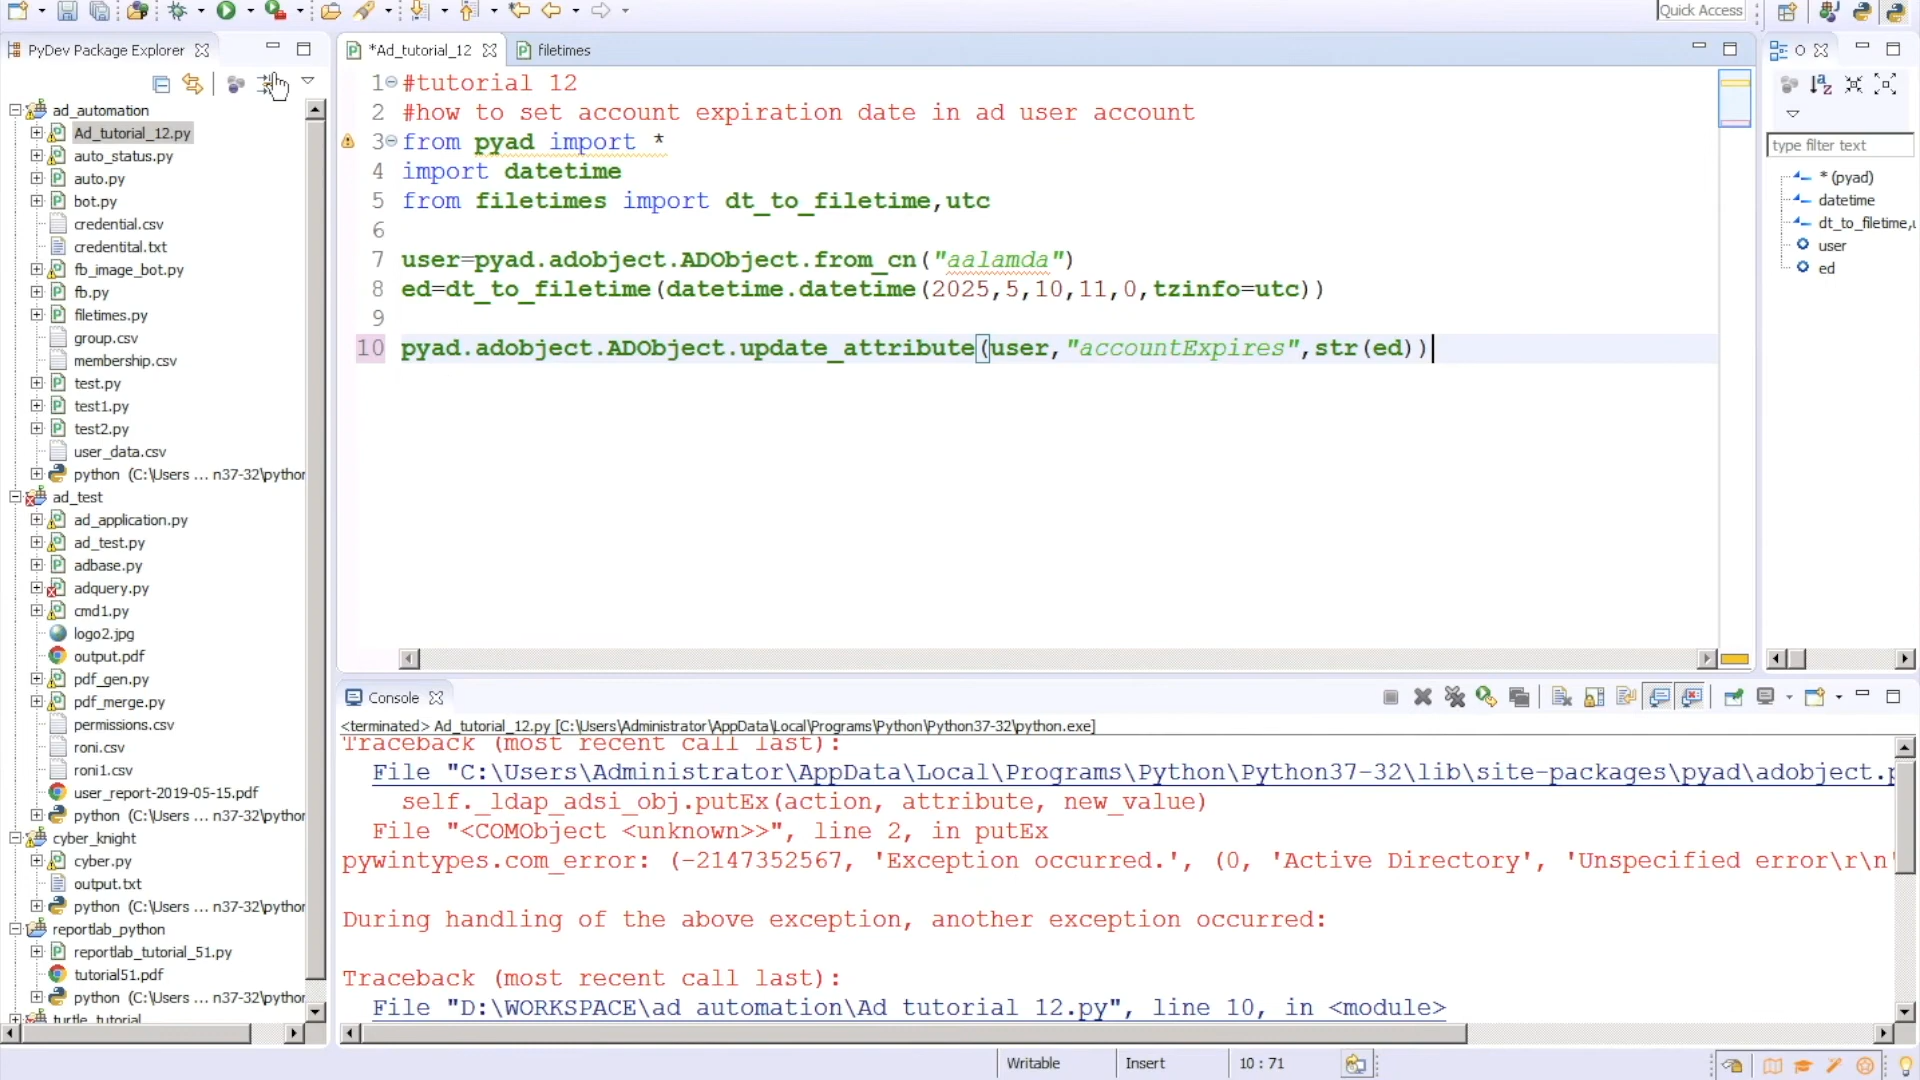 Quick Access
PyDev Package Explorer
ad_automation
Ad_tutorial_12.py
auto_status.py
auto.py
bot.py
credential.csv
credentital.txt
fb_image_bot.py
fb.py
filetimes.py
group.csv
membership.csv
test.py
test1.py
test2.py
user_data.csv
python (C:\Users ... n37-32\pythor
ad_test
ad_application.py
ad_test.py
adbase.py
adquery.py
cmd1.py
logo2.jpg
output.pdf
pdf_gen.py
pdf_merge.py
permissions.csv
roni.csv
roni1.csv
user_report-2019-05-15.pdf
python (C:\Users ... n37-32\pythor
cyber_knight
cyber.py
output.txt
python (C:\Users ... n37-32\pythor
reportlab_python
reportlab_tutorial_51.py
tutorial51.pdf
python (C:\Users ... n37-32\pythor
turtle_tutorial
*Ad_tutorial_12
filetimes
1 #tutorial 12
2 #how to set account expiration date in ad user account
3 from pyad import *
4 import datetime
5 from filetimes import dt_to_filetime,utc
6
7 user=pyad.adobject.ADObject.from_cn("aalamda")
8 ed=dt_to_filetime(datetime.datetime(2025,5,10,11,0,tzinfo=utc))
9
10 pyad.adobject.ADObject.update_attribute(user,"accountExpires",str(ed))
type filter text
* (pyad)
datetime
dt_to_filetime,u
user
ed
Console
<terminated> Ad_tutorial_12.py [C:\Users\Administrator\AppData\Local\Programs\Python\Python37-32\python.exe]
Traceback (most recent call last):
File "C:\Users\Administrator\AppData\Local\Programs\Python\Python37-32\lib\site-packages\pyad\adobject.p
self._ldap_adsi_obj.putEx(action, attribute, new_value)
File "<COMObject <unknown>>", line 2, in putEx
pywintypes.com_error: (-2147352567, 'Exception occurred.', (0, 'Active Directory', 'Unspecified error\r\n'
During handling of the above exception, another exception occurred:
Traceback (most recent call last):
File "D:\WORKSPACE\ad automation\Ad tutorial 12.py", line 10, in <module>
Writable
Insert
10 : 71